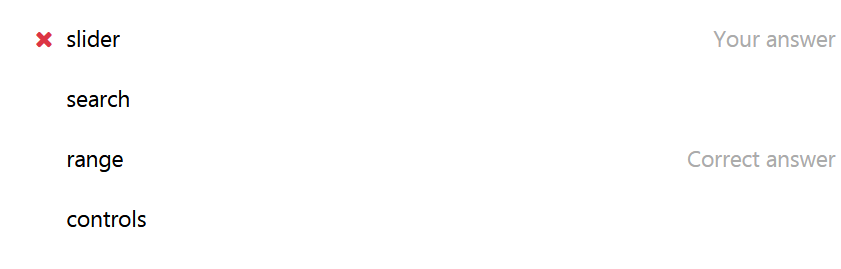 slider Your answer
search
range Correct answer
controls